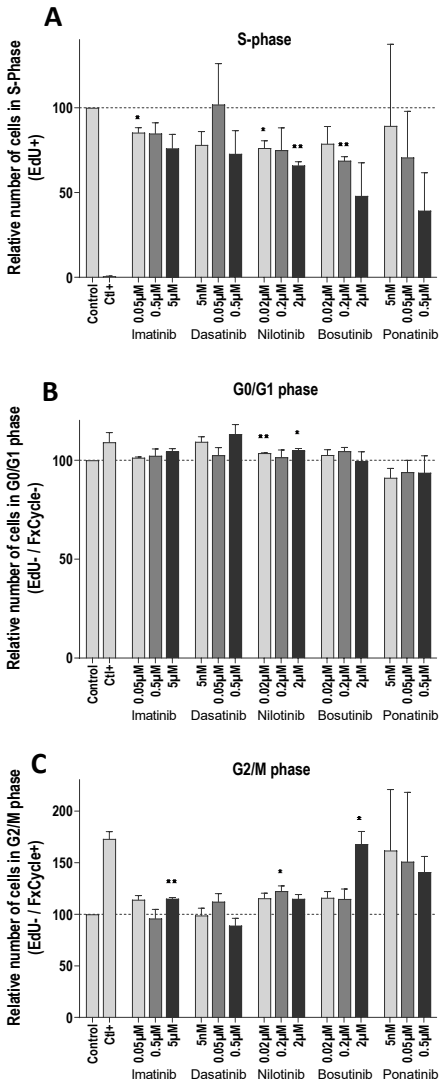 A
S-phase
Relative number of cells in S-Phase
(EdU+)
100
50
0
* * ** **
Control Ctl+ 0.05µM 0.5µM 5µM 5nM 0.05µM 0.5µM 0.02µM 0.2µM 2µM 0.02µM 0.2µM 2µM 5nM 0.05µM 0.5µM
Imatinib Dasatinib Nilotinib Bosutinib Ponatinib
B
G0/G1 phase
Relative number of cells in G0/G1 phase
(EdU- / FxCycle-)
100
50
0
** *
Control Ctl+ 0.05µM 0.5µM 5µM 5nM 0.05µM 0.5µM 0.02µM 0.2µM 2µM 0.02µM 0.2µM 2µM 5nM 0.05µM 0.5µM
Imatinib Dasatinib Nilotinib Bosutinib Ponatinib
C
G2/M phase
Relative number of cells in G2/M phase
(EdU- / FxCycle+)
200
150
100
50
0
** * *
Control Ctl+ 0.05µM 0.5µM 5µM 5nM 0.05µM 0.5µM 0.02µM 0.2µM 2µM 0.02µM 0.2µM 2µM 5nM 0.05µM 0.5µM
Imatinib Dasatinib Nilotinib Bosutinib Ponatinib